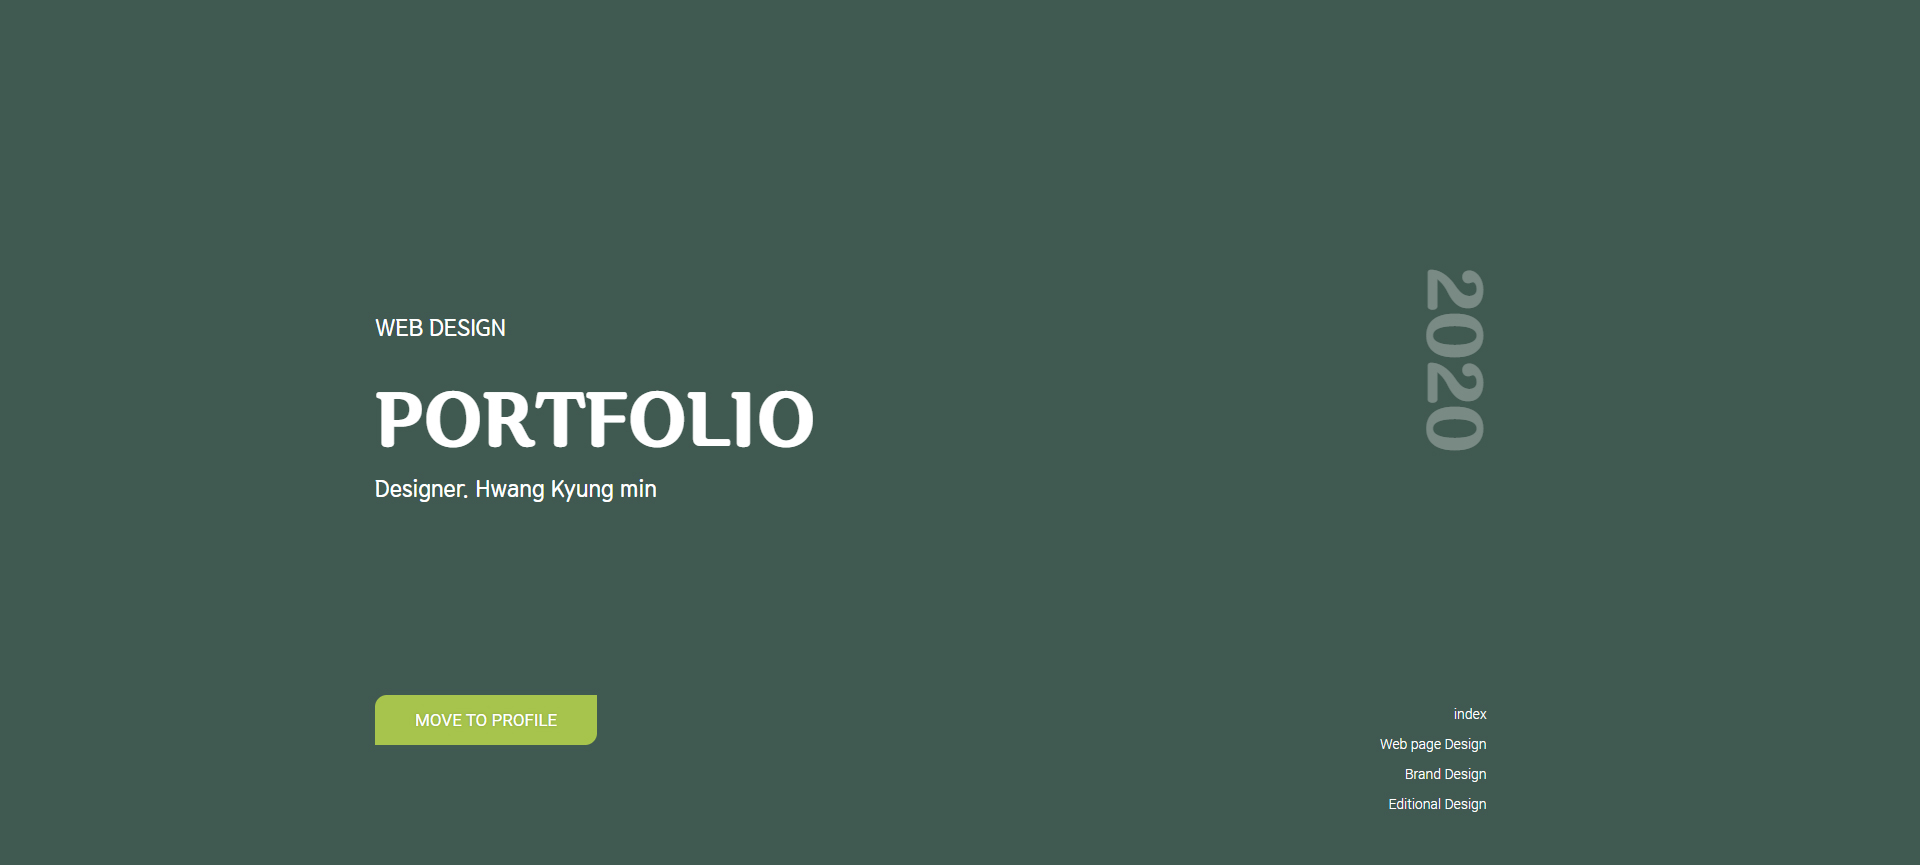 WEB DESIGN
PORTFOLIO
Designer. Hwang Kyung min
2020
MOVE TO PROFILE
index
Web page Design
Brand Design
Editional Design